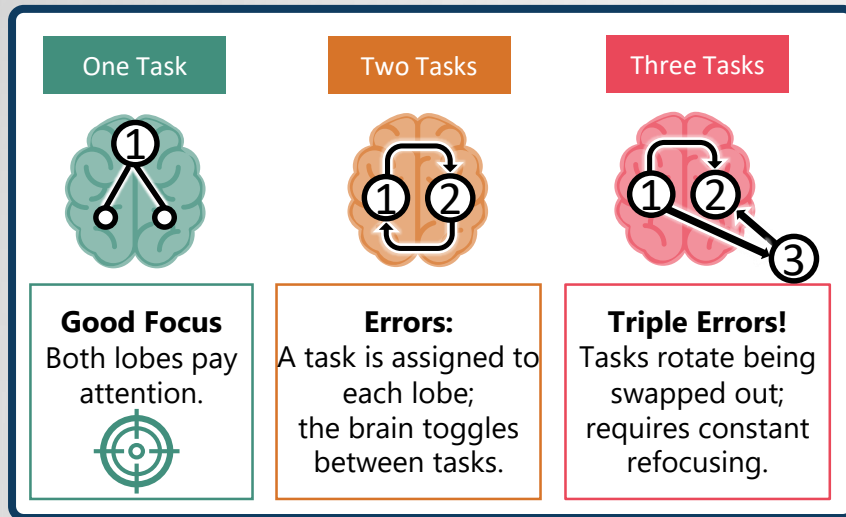 One Task
Two Tasks
Three Tasks
1
1
2
1
2
3
Good Focus
Both lobes pay
attention.
Errors:
A task is assigned to
each lobe;
the brain toggles
between tasks.
Triple Errors!
Tasks rotate being
swapped out;
requires constant
refocusing.